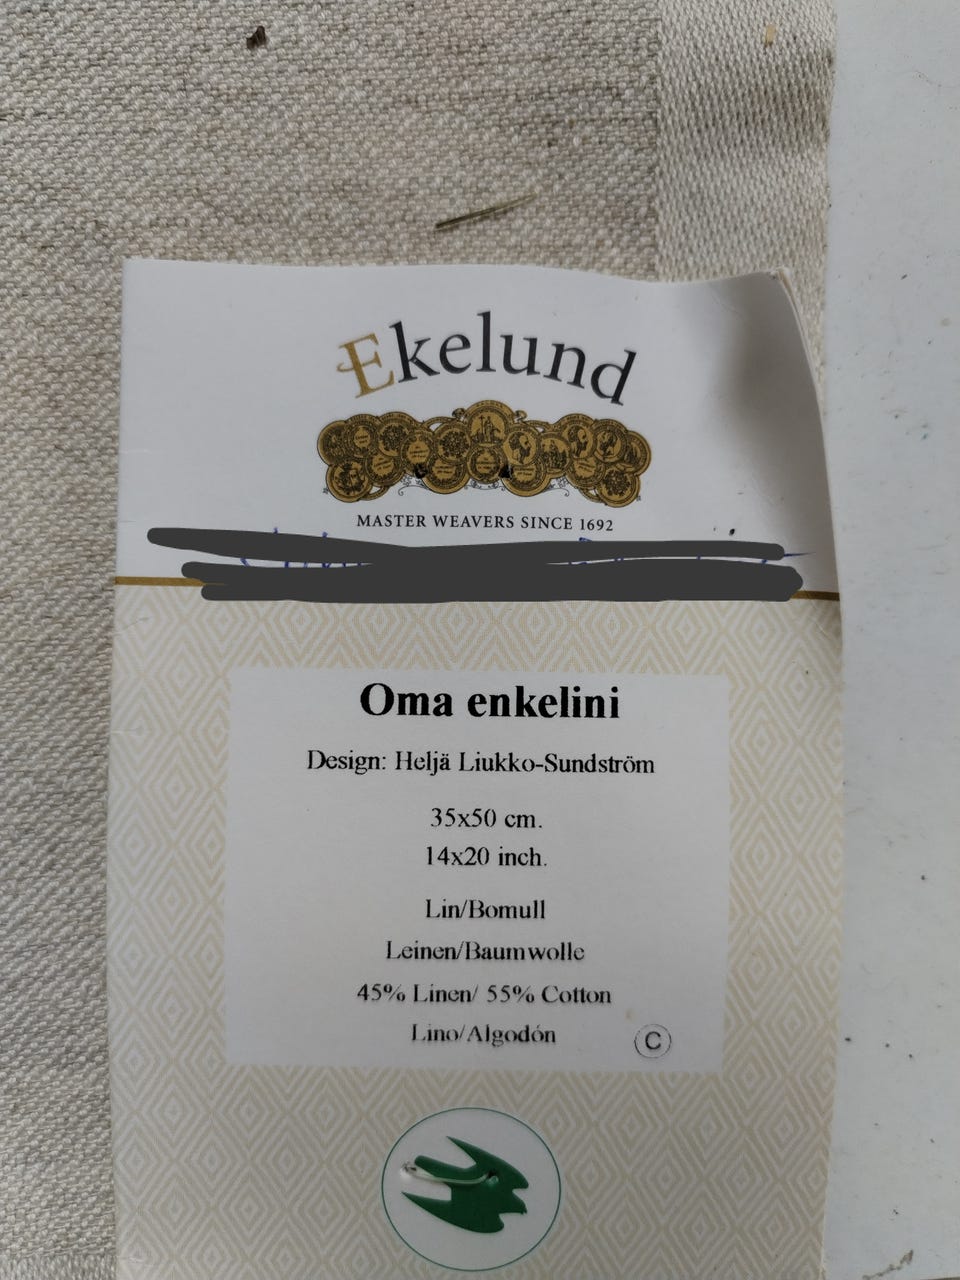 Ekelund
MASTER WEAVERS SINCE 1692
Oma enkelini
Design: Heljä Liukko-Sundström
35x50 cm.
14x20 inch.
Lin/Bomull
Leinen/Baumwolle
45% Linen/ 55% Cotton
Lino/Algodón
C